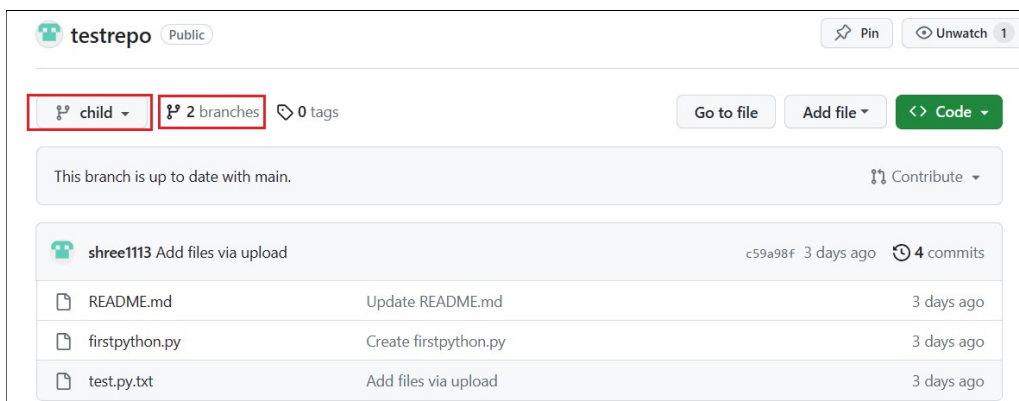 testrepo Public Pin Unwatch 1
child 2 branches 0 tags Go to file Add file <> Code
This branch is up to date with main. Contribute
shree1113 Add files via upload c59a98f 3 days ago 4 commits
README.md Update README.md 3 days ago
firstpython.py Create firstpython.py 3 days ago
test.py.txt Add files via upload 3 days ago